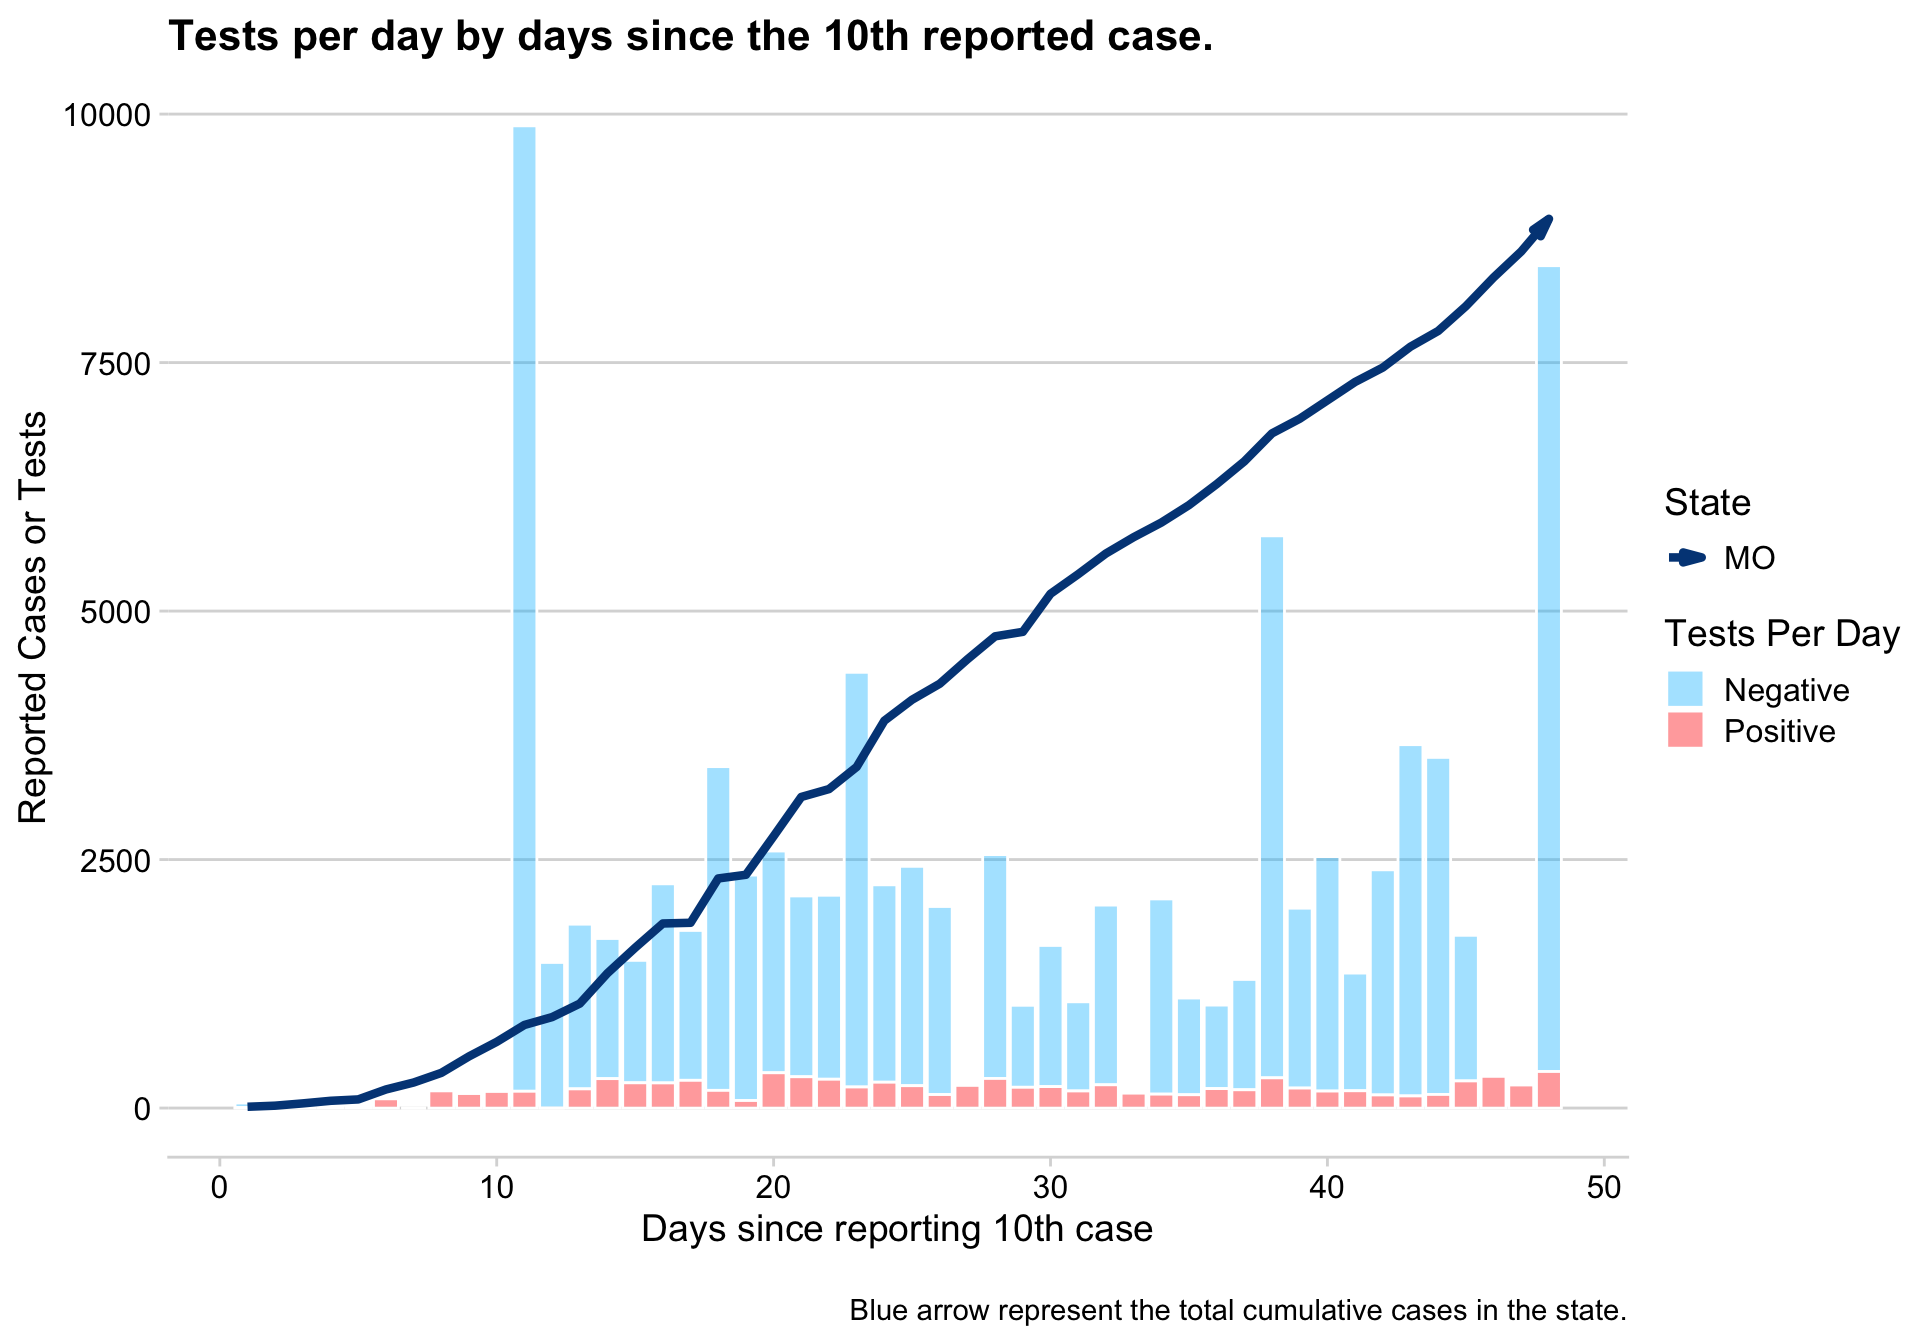 Tests per day by days since the 10th reported case.
10000
7500
5000
2500
0
Reported Cases or Tests
0 10 20 30 40 50
Days since reporting 10th case
State
MO
Tests Per Day
Negative
Positive
Blue arrow represent the total cumulative cases in the state.